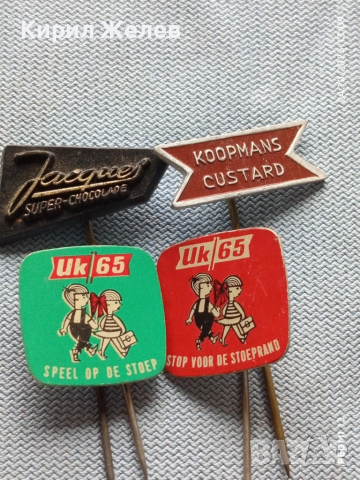 Кирил Желев
Jacques
SUPER-CHOCOLADE
KOOPMANS
CUSTARD
Uk 65
SPEEL OP DE STOEP
Uk 65
STOP VOOR DE STOEPRAND